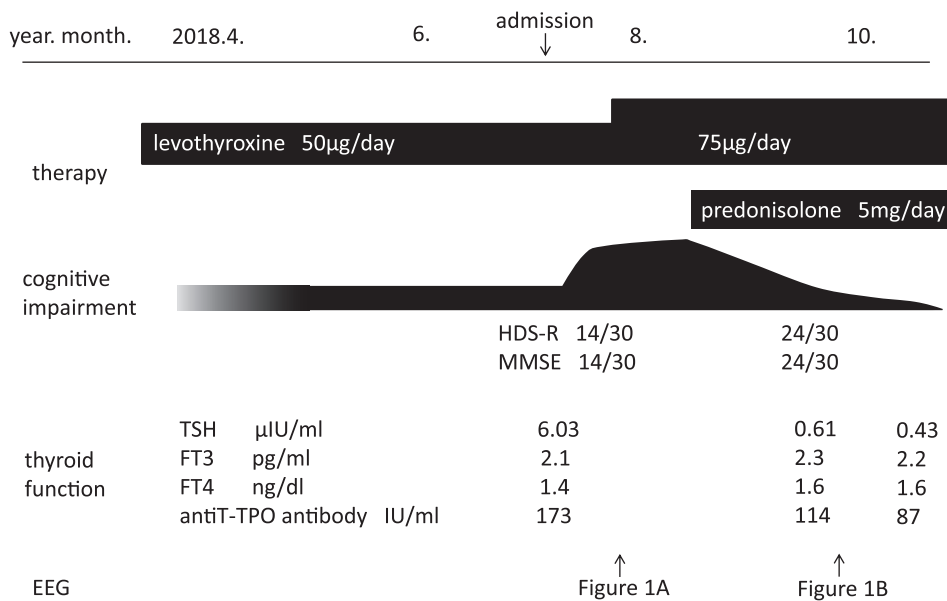 admission
year. month. 2018.4. 6. 8. 10.
levothyroxine 50µg/day 75µg/day
therapy
predonisolone 5mg/day
cognitive
impairment
HDS-R 14/30 24/30
MMSE 14/30 24/30
TSH µIU/ml 6.03 0.61 0.43
thyroid FT3 pg/ml 2.1 2.3 2.2
function FT4 ng/dl 1.4 1.6 1.6
antiT-TPO antibody IU/ml 173 114 87
EEG Figure 1A Figure 1B